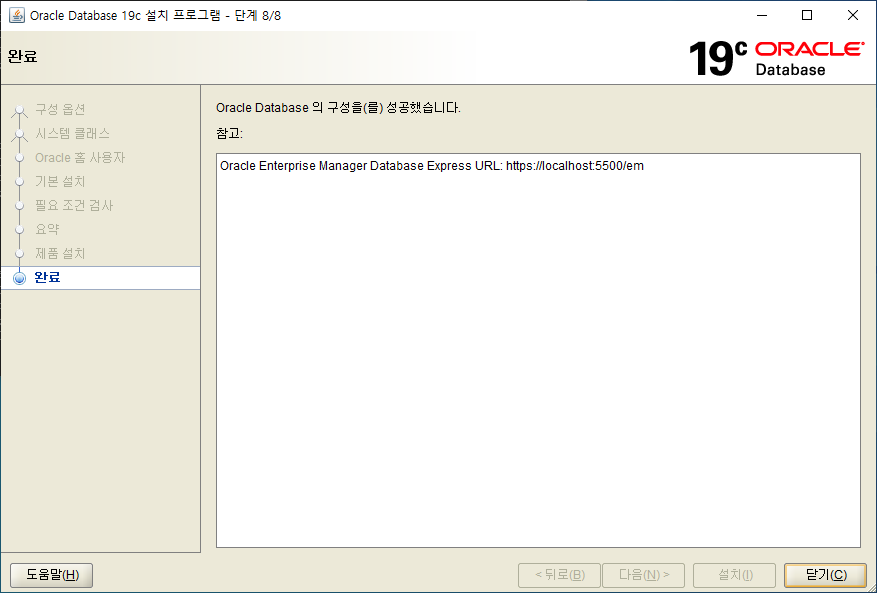 Oracle Database 19c 설치 프로그램 - 단계 8/8
완료
19c ORACLE
Database
구성 옵션
시스템 클래스
Oracle 홈 사용자
기본 설치
필요 조건 검사
요약
제품 설치
완료
Oracle Database 의 구성을(를) 성공했습니다.
참고:
Oracle Enterprise Manager Database Express URL: https://localhost:5500/em
도움말(H)
< 뒤로(B)
다음(N) >
설치(I)
닫기(C)